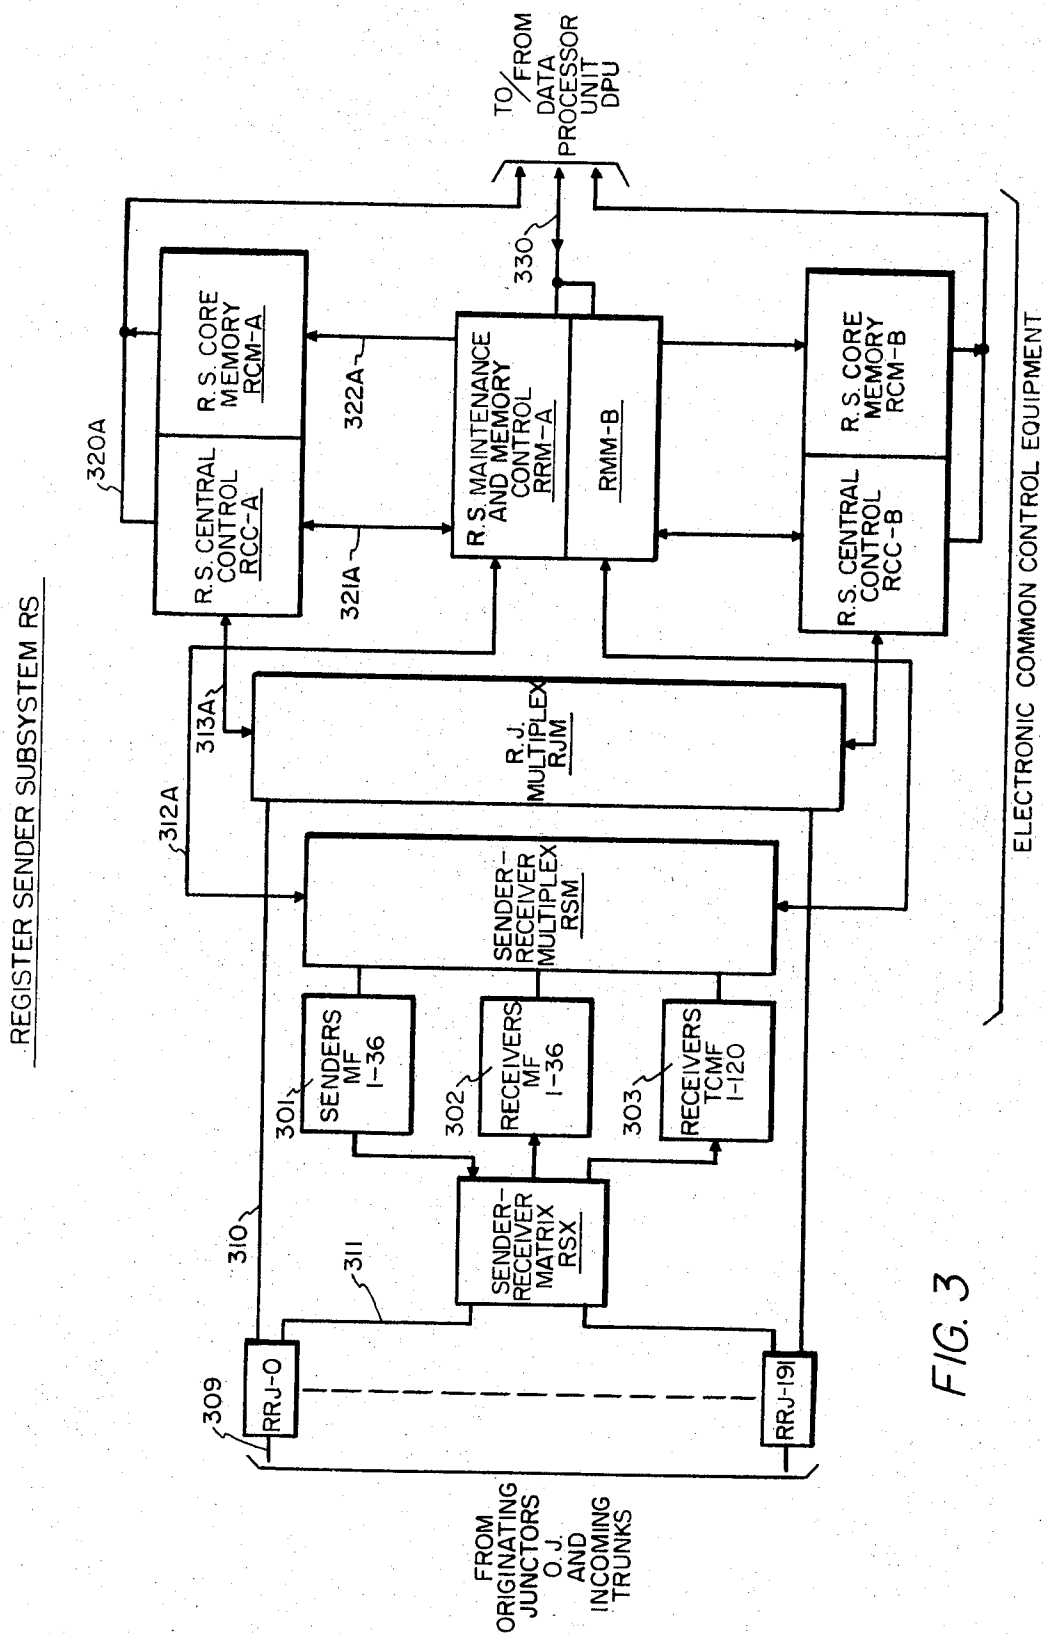 REGISTER SENDER SUBSYSTEM RS
FROM
ORIGINATING
JUNCTORS
O.J.
AND
INCOMING
TRUNKS
309
RRJ-0
RRJ-191
310
311
SENDER-
RECEIVER
MATRIX
RSX
301
SENDERS
MF
1-36
302
RECEIVERS
MF
1-36
303
RECEIVERS
TCMF
1-120
SENDER-
RECEIVER
MULTIPLEX
RSM
312A
313A
R.J.
MULTIPLEX
RJM
320A
R.S. CENTRAL
CONTROL
RCC-A
R.S. CORE
MEMORY
RCM-A
321A
322A
R.S. MAINTENANCE
AND MEMORY
CONTROL
RRM-A
RMM-B
330
R.S. CENTRAL
CONTROL
RCC-B
R.S. CORE
MEMORY
RCM-B
TO/FROM
DATA
PROCESSOR
UNIT
DPU
ELECTRONIC COMMON CONTROL EQUIPMENT
FIG. 3